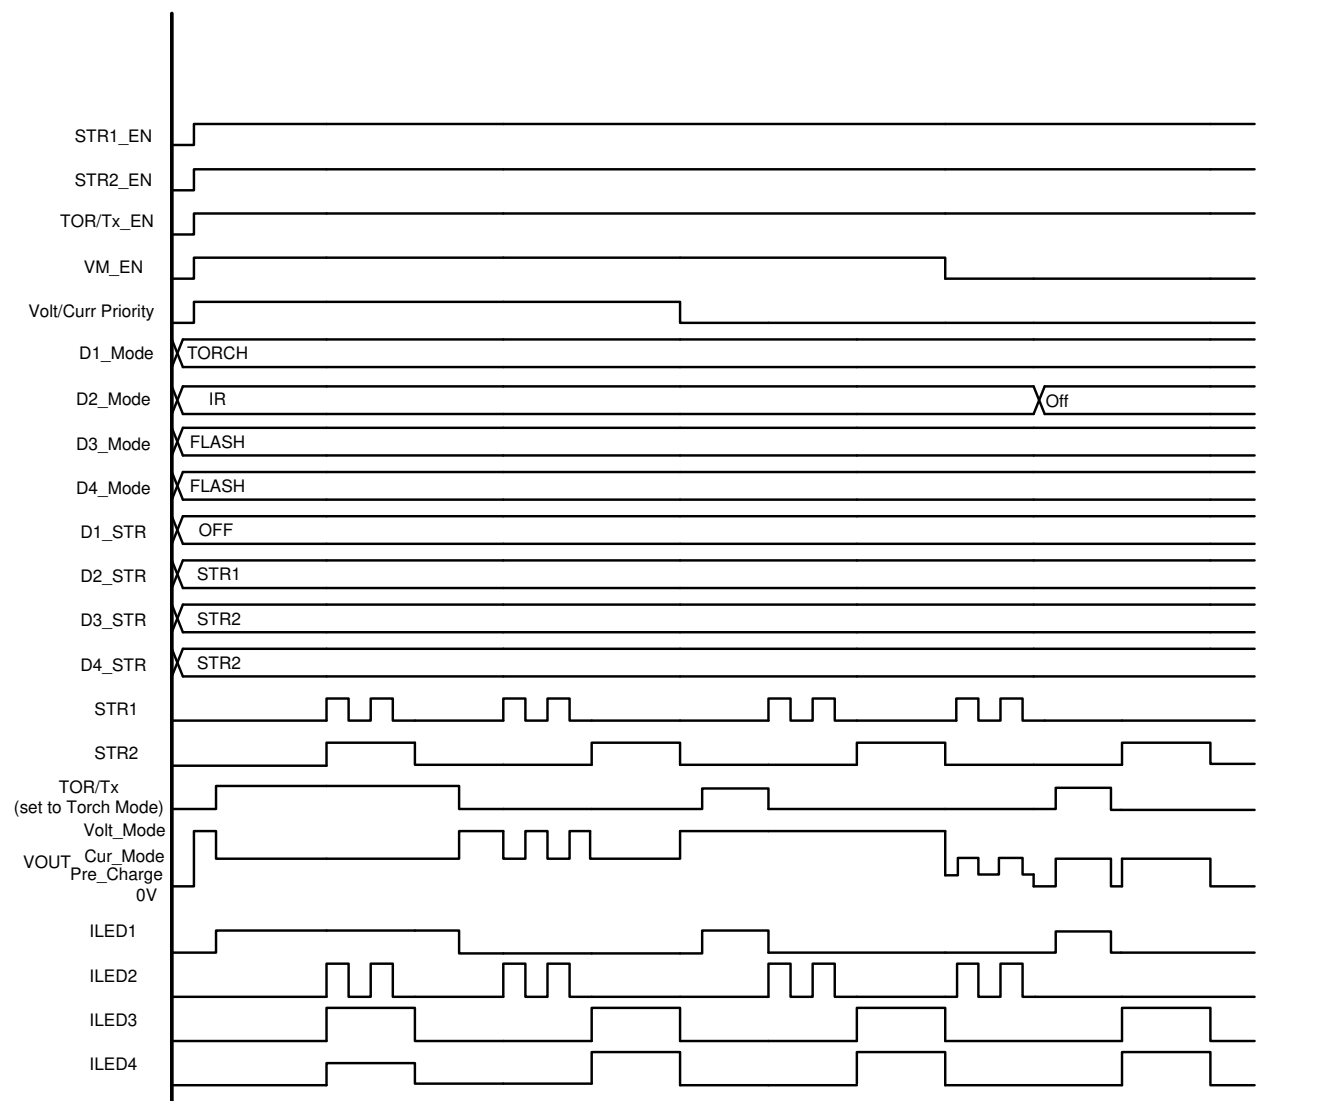 STR1_EN
STR2_EN
TOR/Tx_EN
VM_EN
Volt/Curr Priority
D1_Mode TORCH
D2_Mode IR Off
D3_Mode FLASH
D4_Mode FLASH
D1_STR OFF
D2_STR STR1
D3_STR STR2
D4_STR STR2
STR1
STR2
TOR/Tx
(set to Torch Mode)
Volt_Mode
VOUT Cur_Mode
Pre_Charge
0V
ILED1
ILED2
ILED3
ILED4